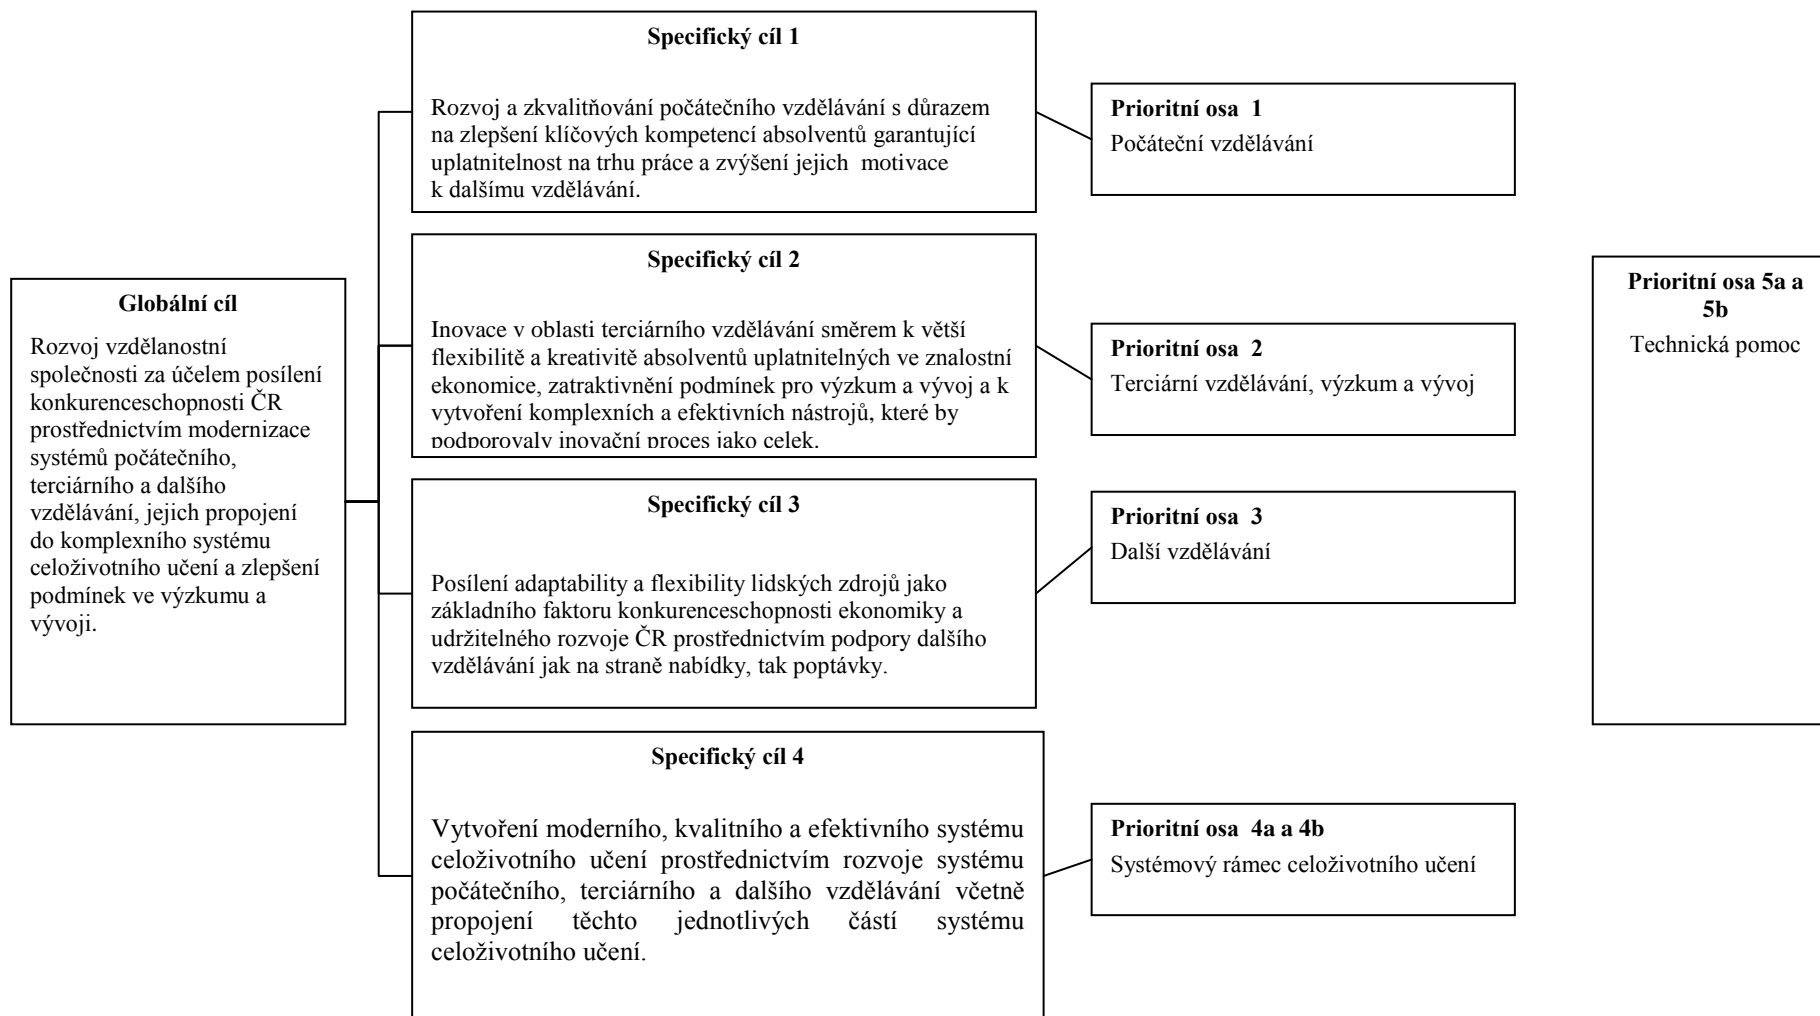 Globální cíl
Rozvoj vzdělanostní
společnosti za účelem posílení
konkurenceschopnosti ČR
prostřednictvím modernizace
systémů počátečního,
terciárního a dalšího
vzdělávání, jejich propojení
do komplexního systému
celoživotního učení a zlepšení
podmínek ve výzkumu a
vývoji.
Specifický cíl 1
Rozvoj a zkvalitňování počátečního vzdělávání s důrazem
na zlepšení klíčových kompetencí absolventů garantující
uplatnitelnost na trhu práce a zvýšení jejich motivace
k dalšímu vzdělávání.
Prioritní osa 1
Počáteční vzdělávání
Specifický cíl 2
Inovace v oblasti terciárního vzdělávání směrem k větší
flexibilitě a kreativitě absolventů uplatnitelných ve znalostní
ekonomice, zatraktivnění podmínek pro výzkum a vývoj a k
vytvoření komplexních a efektivních nástrojů, které by
podporovaly inovační proces jako celek.
Prioritní osa 2
Terciární vzdělávání, výzkum a vývoj
Specifický cíl 3
Posílení adaptability a flexibility lidských zdrojů jako
základního faktoru konkurenceschopnosti ekonomiky a
udržitelného rozvoje ČR prostřednictvím podpory dalšího
vzdělávání jak na straně nabídky, tak poptávky.
Prioritní osa 3
Další vzdělávání
Specifický cíl 4
Vytvoření moderního, kvalitního a efektivního systému
celoživotního učení prostřednictvím rozvoje systému
počátečního, terciárního a dalšího vzdělávání včetně
propojení těchto jednotlivých částí systému
celoživotního učení.
Prioritní osa 4a a 4b
Systémový rámec celoživotního učení
Prioritní osa 5a a
5b
Technická pomoc